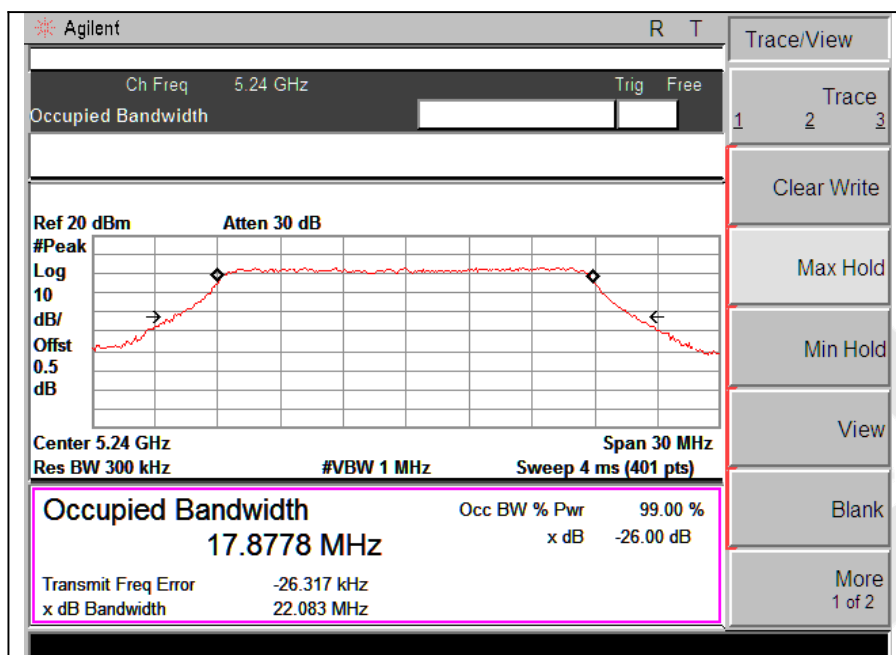 Agilent R T
Ch Freq 5.24 GHz Trig Free
Occupied Bandwidth
Ref 20 dBm Atten 30 dB
#Peak
Log
10
dB/
Offst
0.5
dB
Center 5.24 GHz Span 30 MHz
Res BW 300 kHz #VBW 1 MHz Sweep 4 ms (401 pts)
Occupied Bandwidth Occ BW % Pwr 99.00 %
17.8778 MHz x dB -26.00 dB
Transmit Freq Error -26.317 kHz
x dB Bandwidth 22.083 MHz
Trace/View
Trace
1 2 3
Clear Write
Max Hold
Min Hold
View
Blank
More
1 of 2